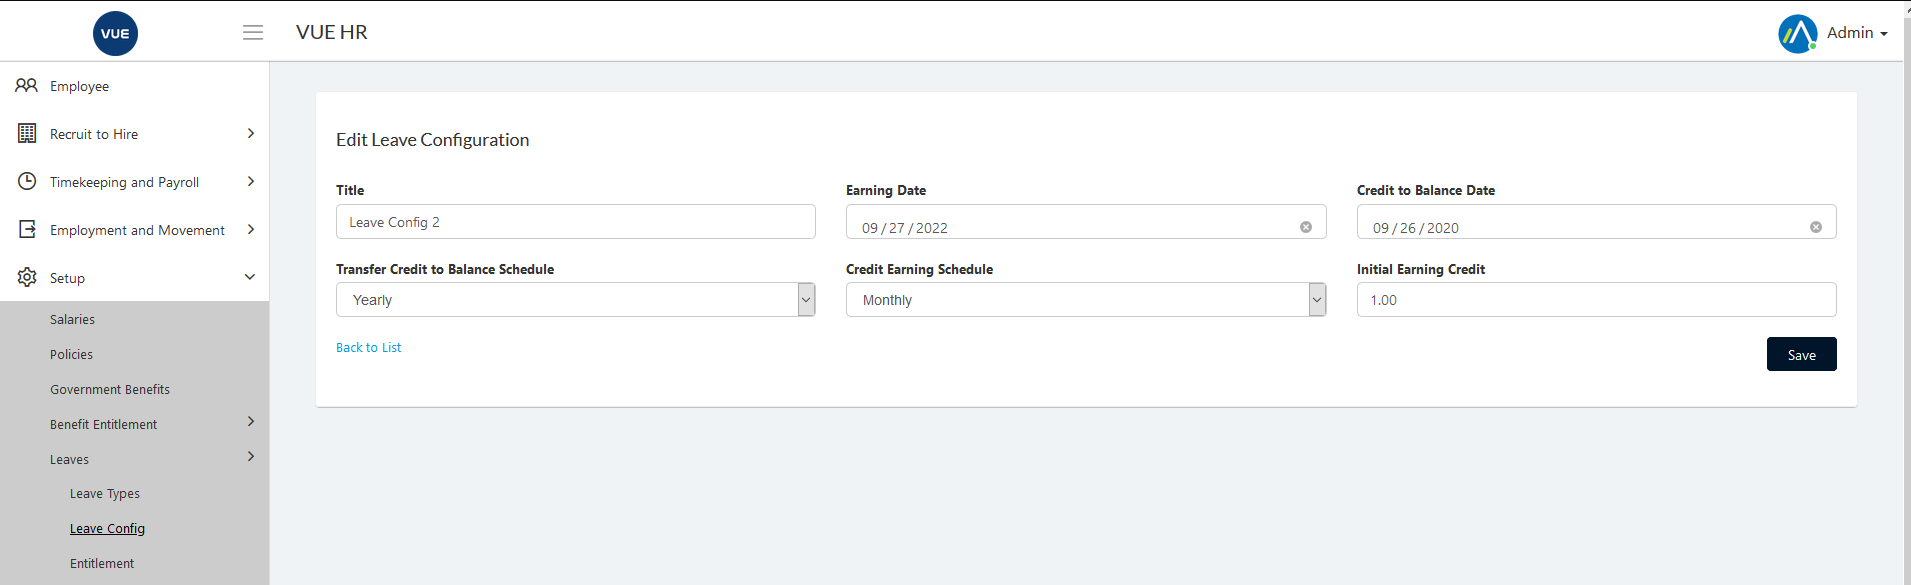 VUE
VUE HR
Admin
Employee
Recruit to Hire
Timekeeping and Payroll
Employment and Movement
Setup
Salaries
Policies
Government Benefits
Benefit Entitlement
Leaves
Leave Types
Leave Config
Entitlement
Edit Leave Configuration
Title
Earning Date
Credit to Balance Date
Leave Config 2
09 / 27 / 2022
09 / 26 / 2020
Transfer Credit to Balance Schedule
Credit Earning Schedule
Initial Earning Credit
Yearly
Monthly
1.00
Back to List
Save